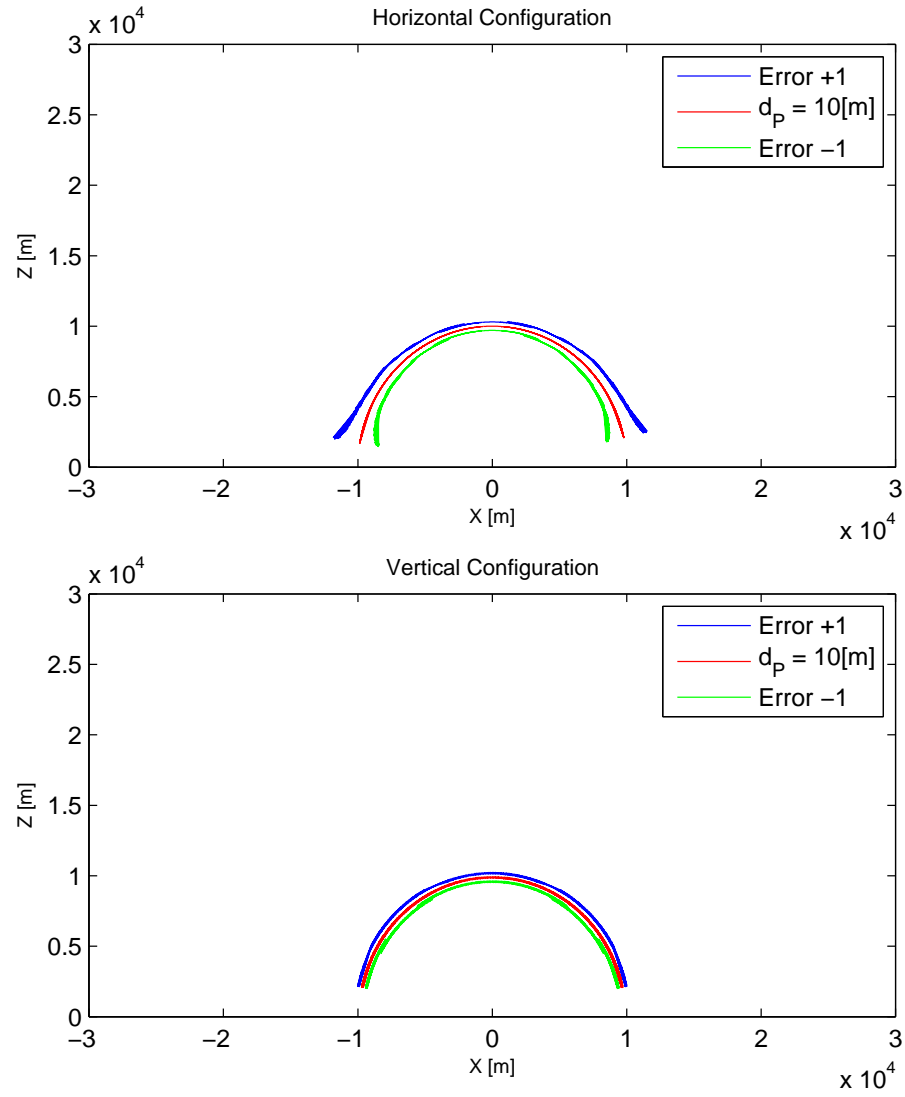 Horizontal Configuration
x 10^4
3
2.5
2
1.5
1
0.5
0
Z [m]
Error +1
d_P = 10[m]
Error −1
−3 −2 −1 0 1 2 3
X [m]
x 10^4
Vertical Configuration
x 10^4
3
2.5
2
1.5
1
0.5
0
Z [m]
Error +1
d_P = 10[m]
Error −1
−3 −2 −1 0 1 2 3
X [m]
x 10^4